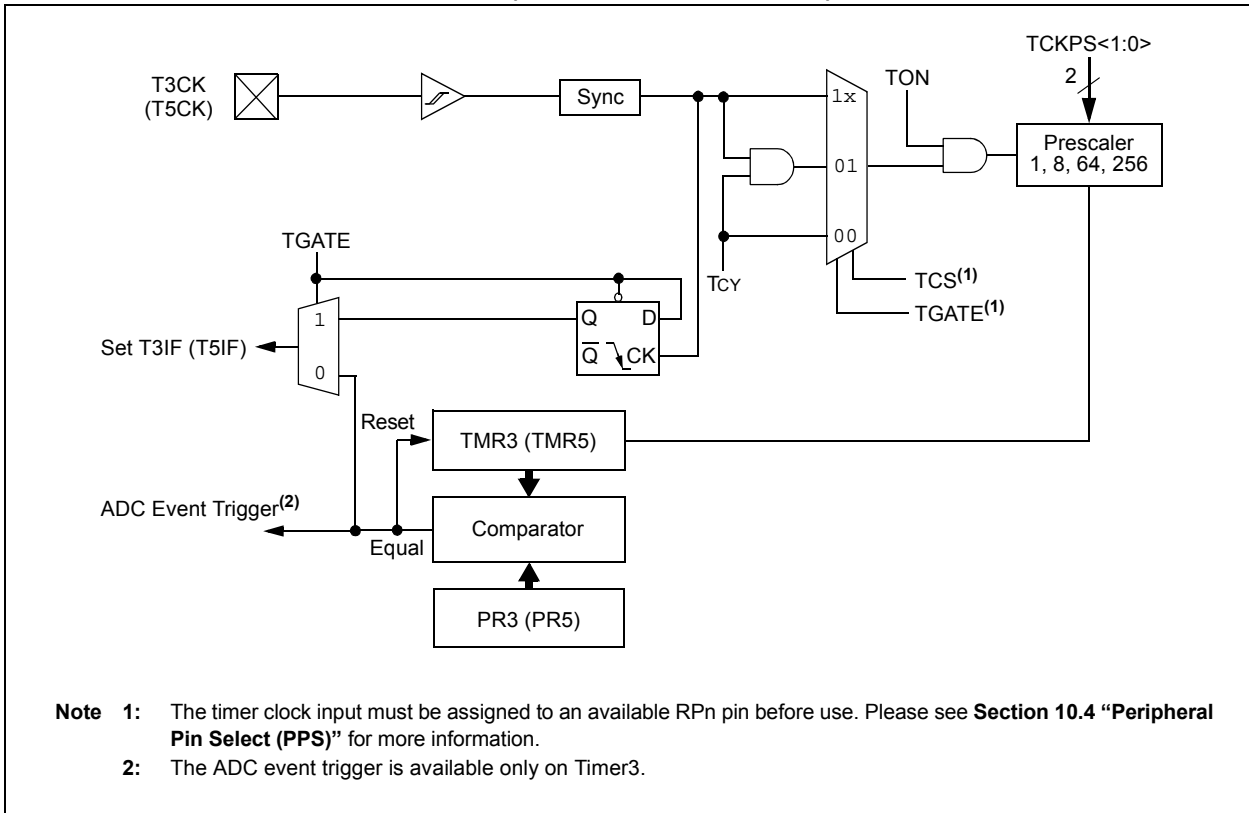 TCKPS<1:0>
T3CK
(T5CK)
Sync
1x
TON
2
Prescaler
1, 8, 64, 256
01
00
TGATE
TCY
TCS(1)
TGATE(1)
1
Q D
Set T3IF (T5IF)
Q CK
0
Reset
TMR3 (TMR5)
ADC Event Trigger(2)
Equal
Comparator
PR3 (PR5)
Note 1: The timer clock input must be assigned to an available RPn pin before use. Please see Section 10.4 “Peripheral
Pin Select (PPS)” for more information.
2: The ADC event trigger is available only on Timer3.